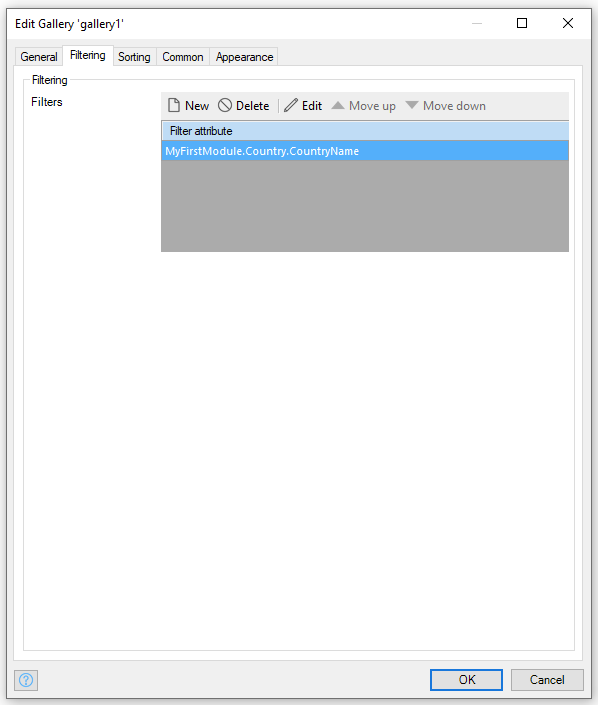 Edit Gallery 'gallery1'
General Filtering Sorting Common Appearance
Filtering
Filters
New Delete Edit Move up Move down
Filter attribute
MyFirstModule.Country.CountryName
? OK Cancel